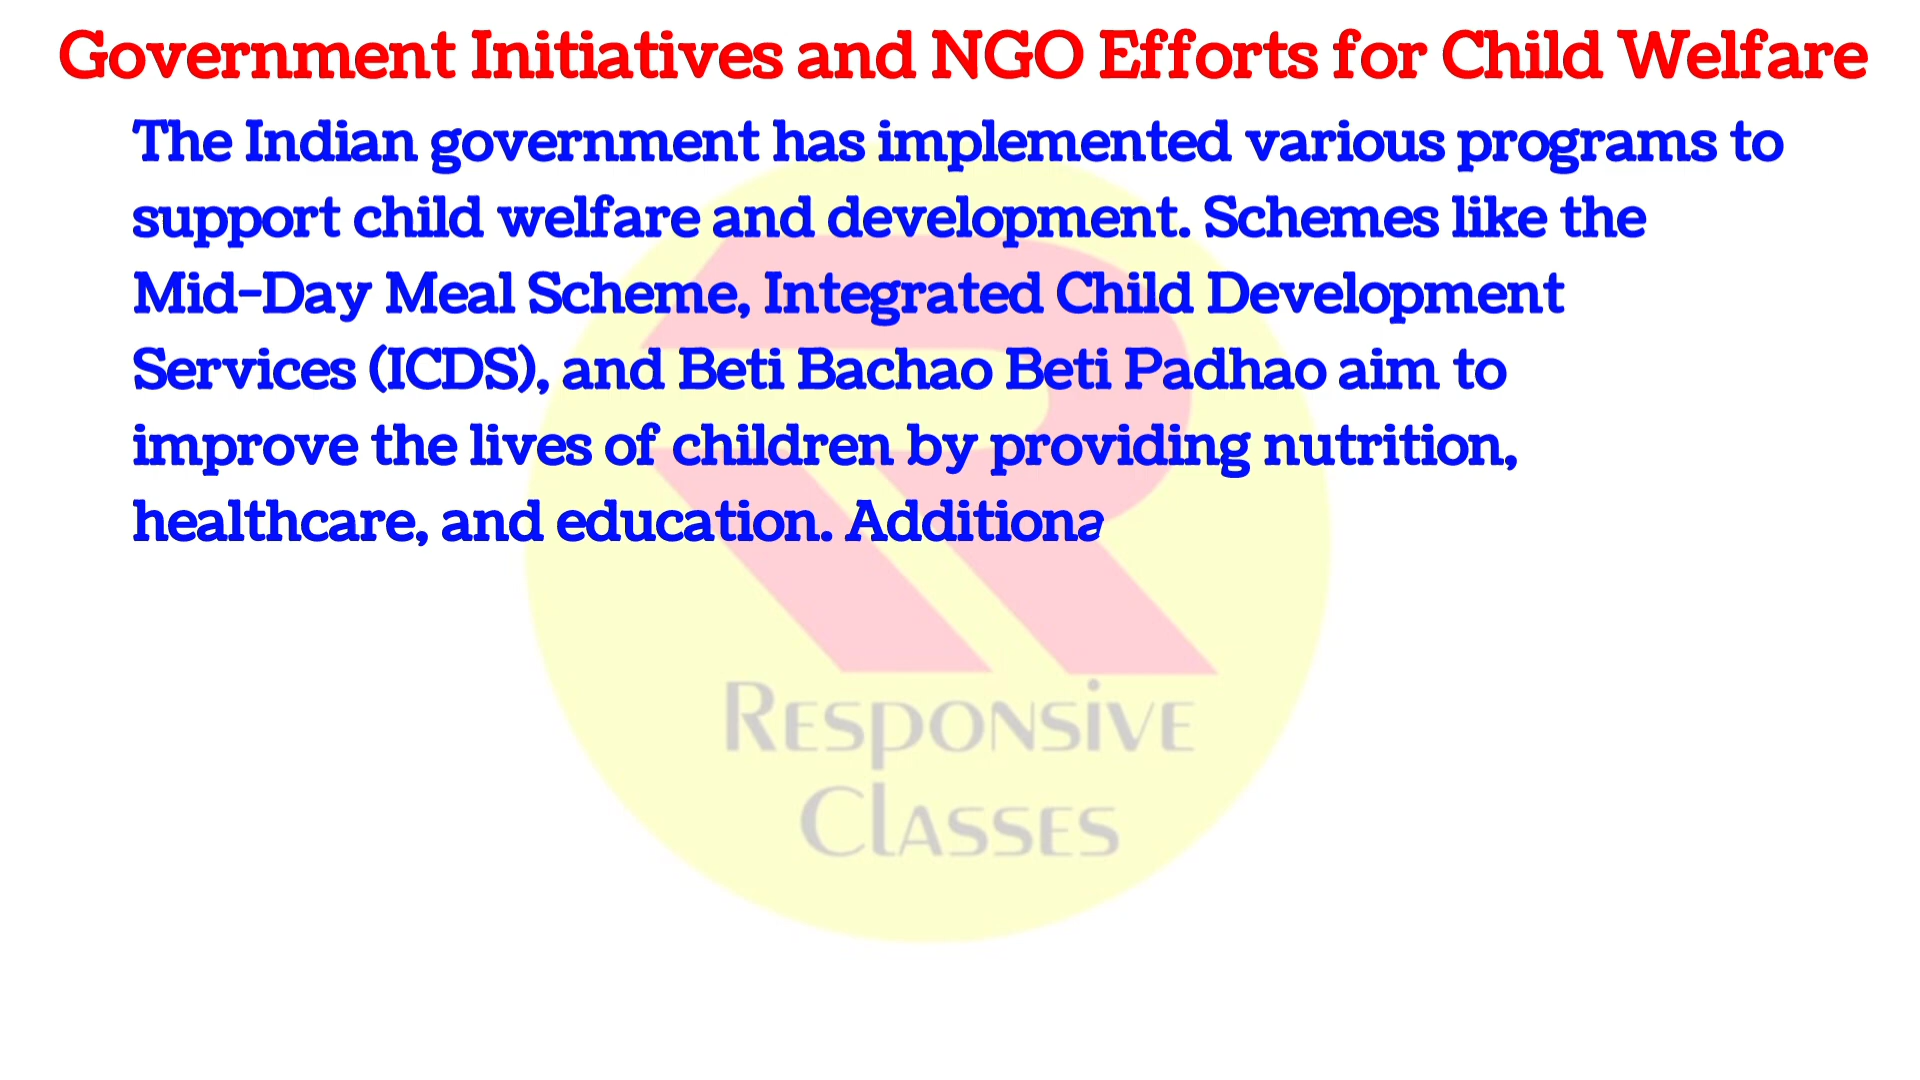 Government Initiatives and NGO Efforts for Child Welfare
The Indian government has implemented various programs to
support child welfare and development. Schemes like the
Mid-Day Meal Scheme, Integrated Child Development
Services (ICDS), and Beti Bachao Beti Padhao aim to
improve the lives of children by providing nutrition,
healthcare, and education. Additiona
Responsive
Classes